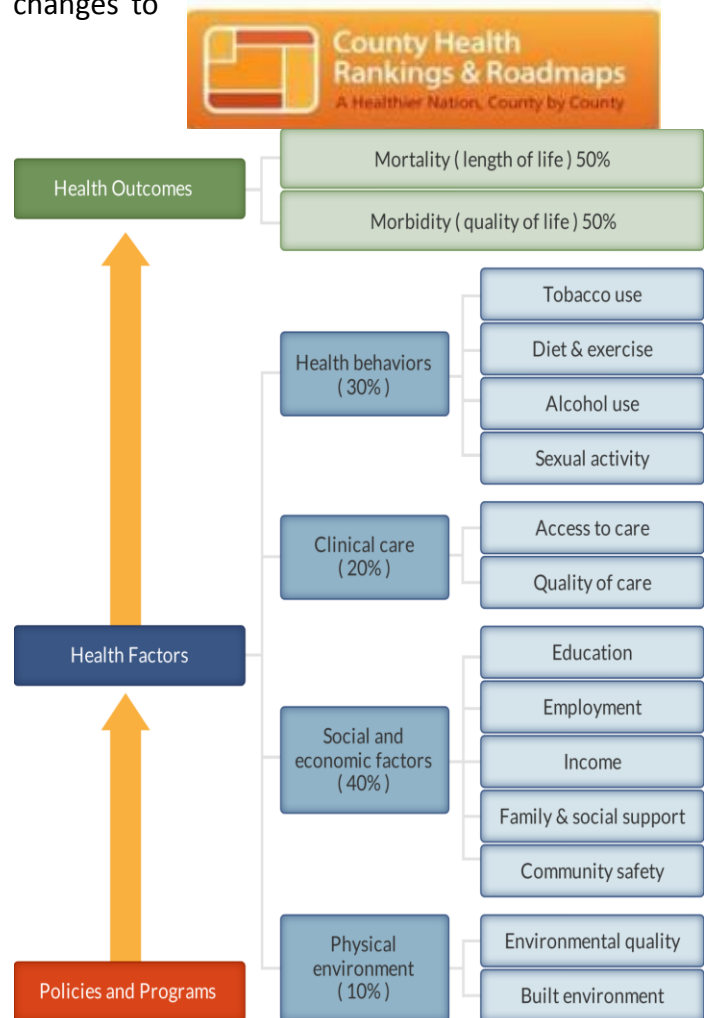 changes to
County Health
Rankings & Roadmaps
A Healthier Nation, County by County
Health Outcomes
Mortality ( length of life ) 50%
Morbidity ( quality of life ) 50%
Health Factors
Health behaviors
( 30% )
Tobacco use
Diet & exercise
Alcohol use
Sexual activity
Clinical care
( 20% )
Access to care
Quality of care
Social and
economic factors
( 40% )
Education
Employment
Income
Family & social support
Community safety
Physical
environment
( 10% )
Environmental quality
Built environment
Policies and Programs